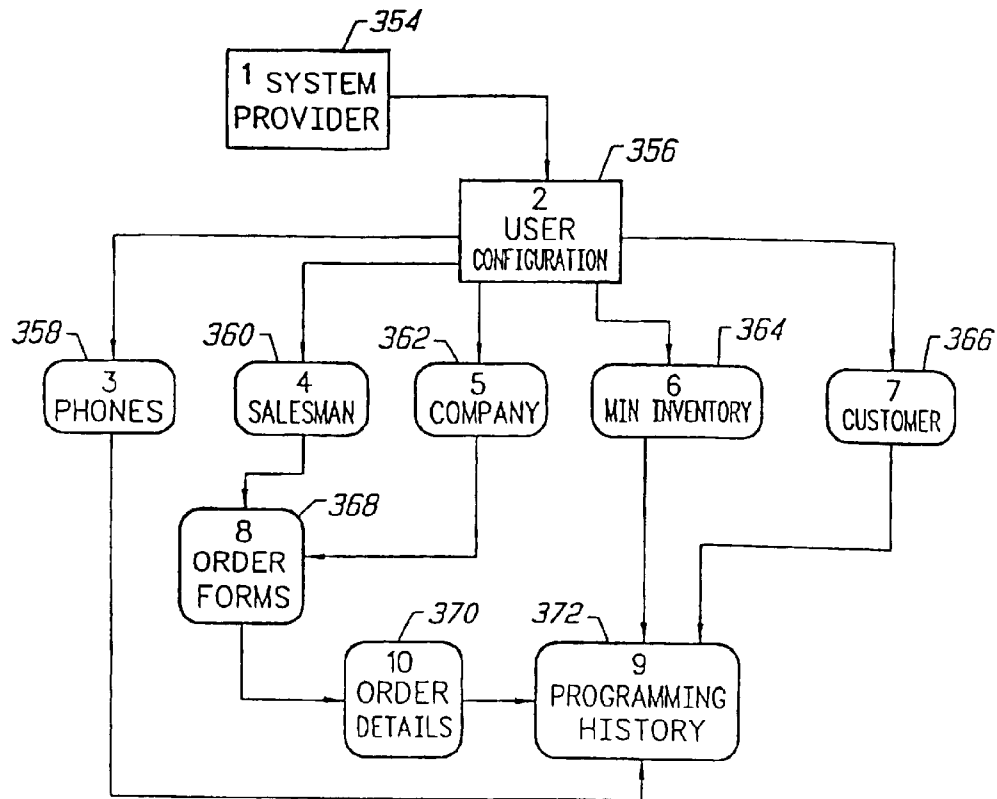 354
1 SYSTEM
PROVIDER
356
2
USER
CONFIGURATION
358
3
PHONES
360
4
SALESMAN
362
5
COMPANY
364
6
MIN INVENTORY
366
7
CUSTOMER
368
8
ORDER
FORMS
370
10
ORDER
DETAILS
372
9
PROGRAMMING
HISTORY